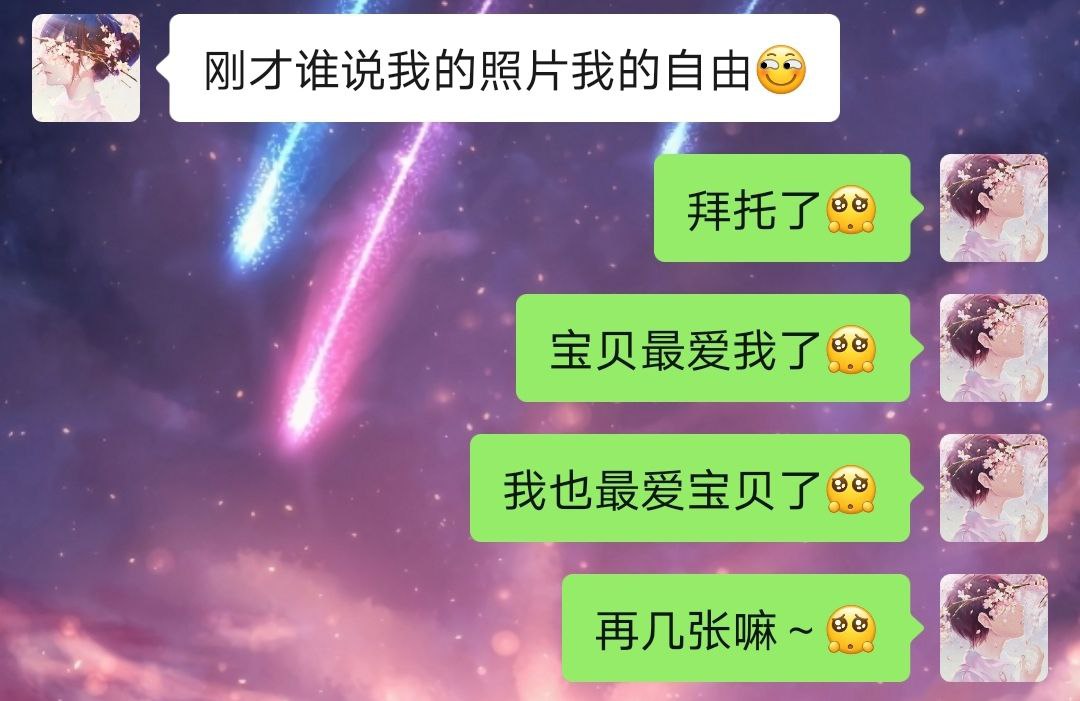 刚才谁说我的照片我的自由
拜托了🥺
宝贝最爱我了🥺
我也最爱宝贝了🥺
再几张嘛～🥺